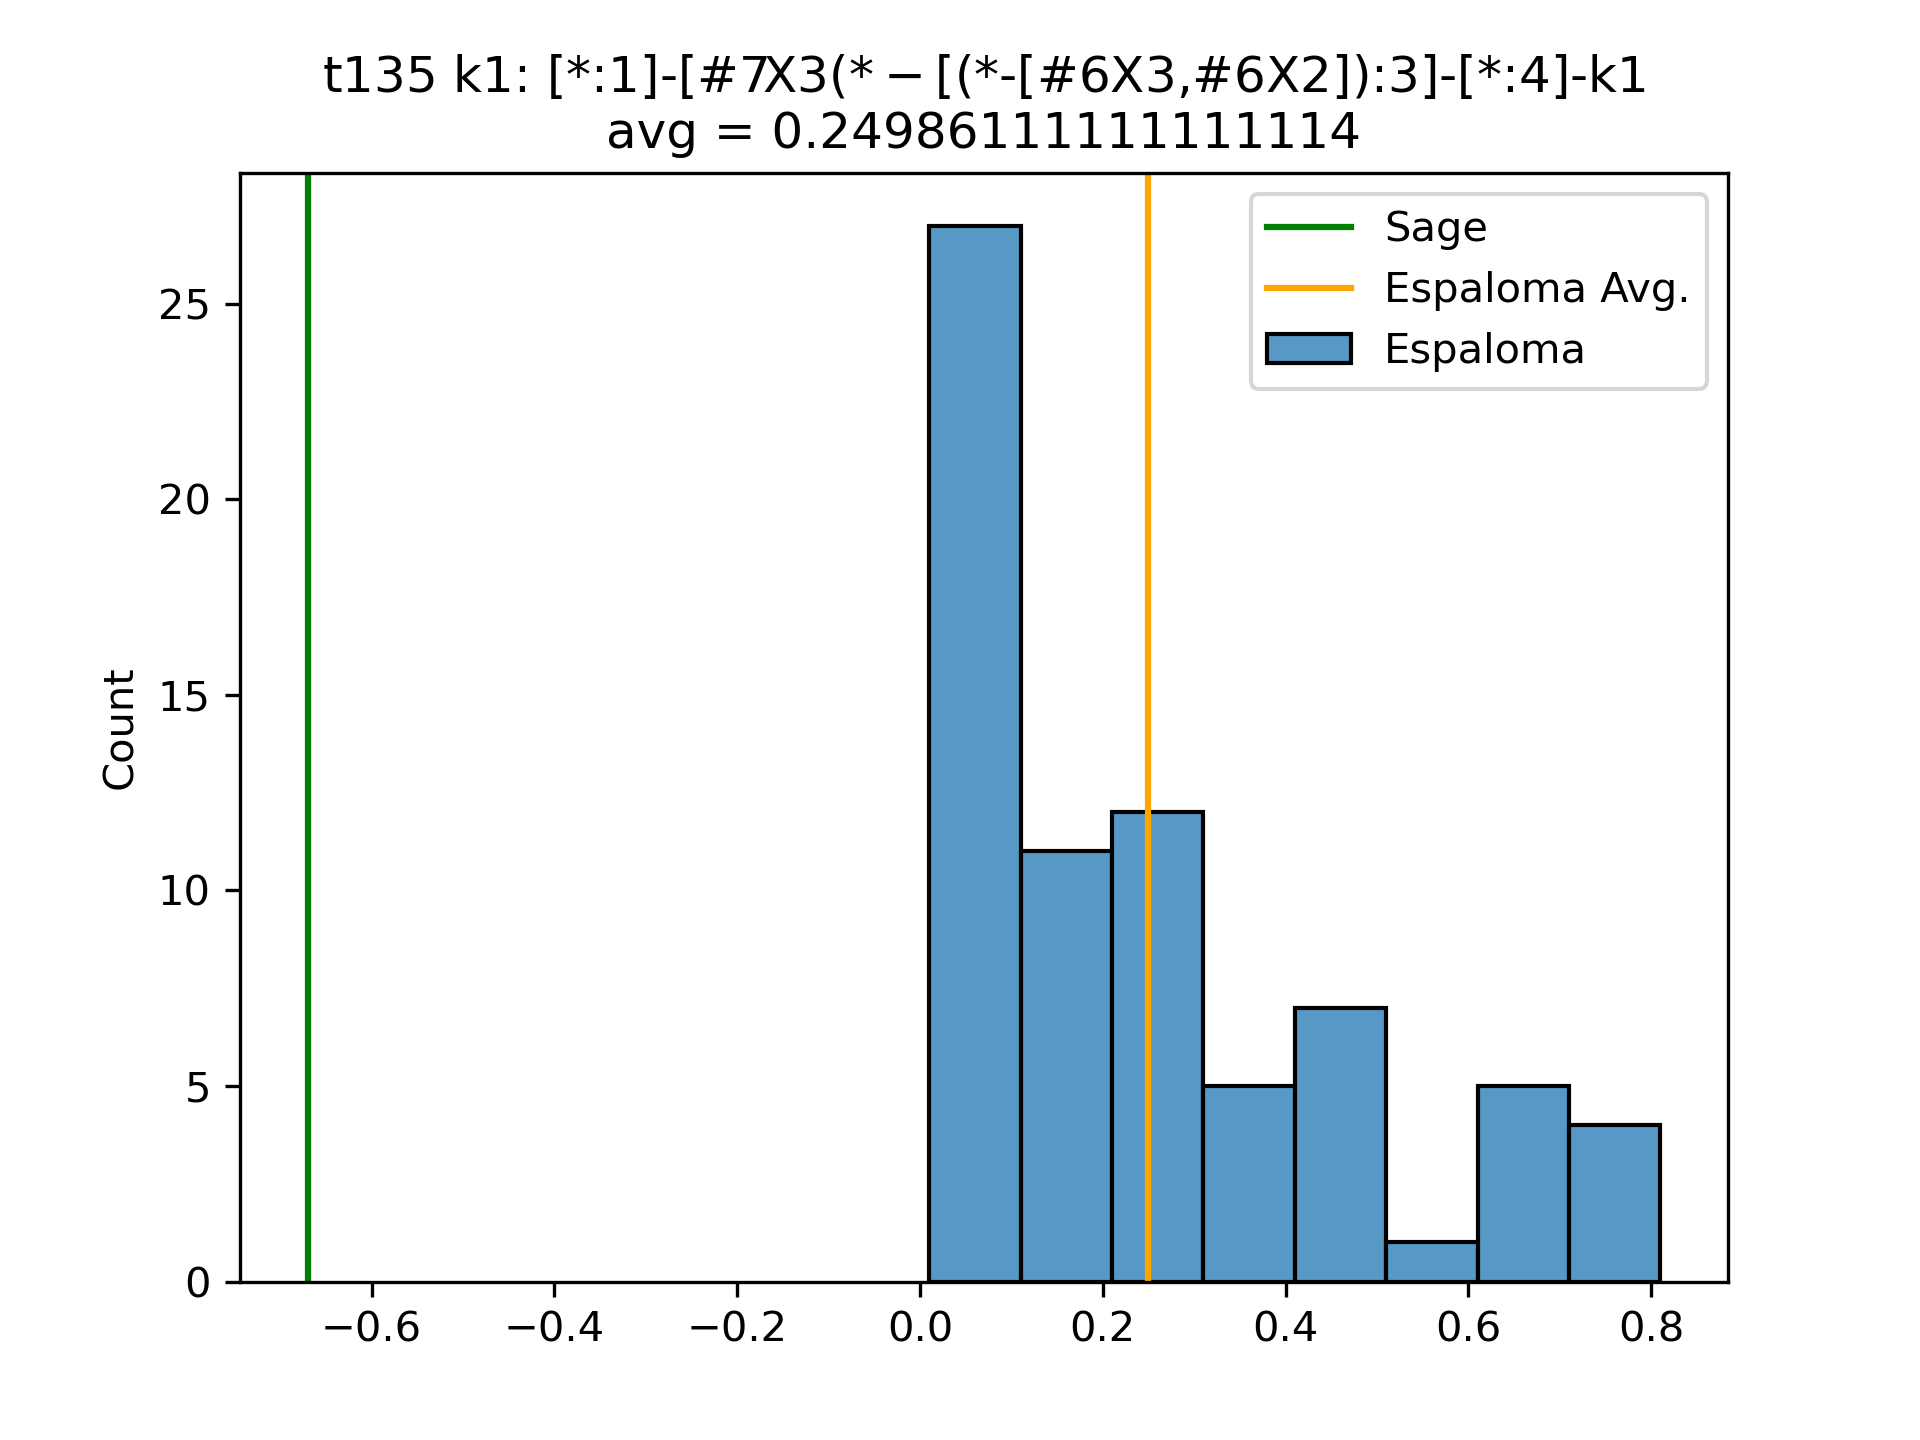 t135 k1: [*:1]-[#7X3(* − [(*-[#6X3,#6X2]):3]-[*:4]-k1
avg = 0.24986111111111114
Sage
Espaloma Avg.
Espaloma
Count
25
20
15
10
5
0
−0.6 −0.4 −0.2 0.0 0.2 0.4 0.6 0.8